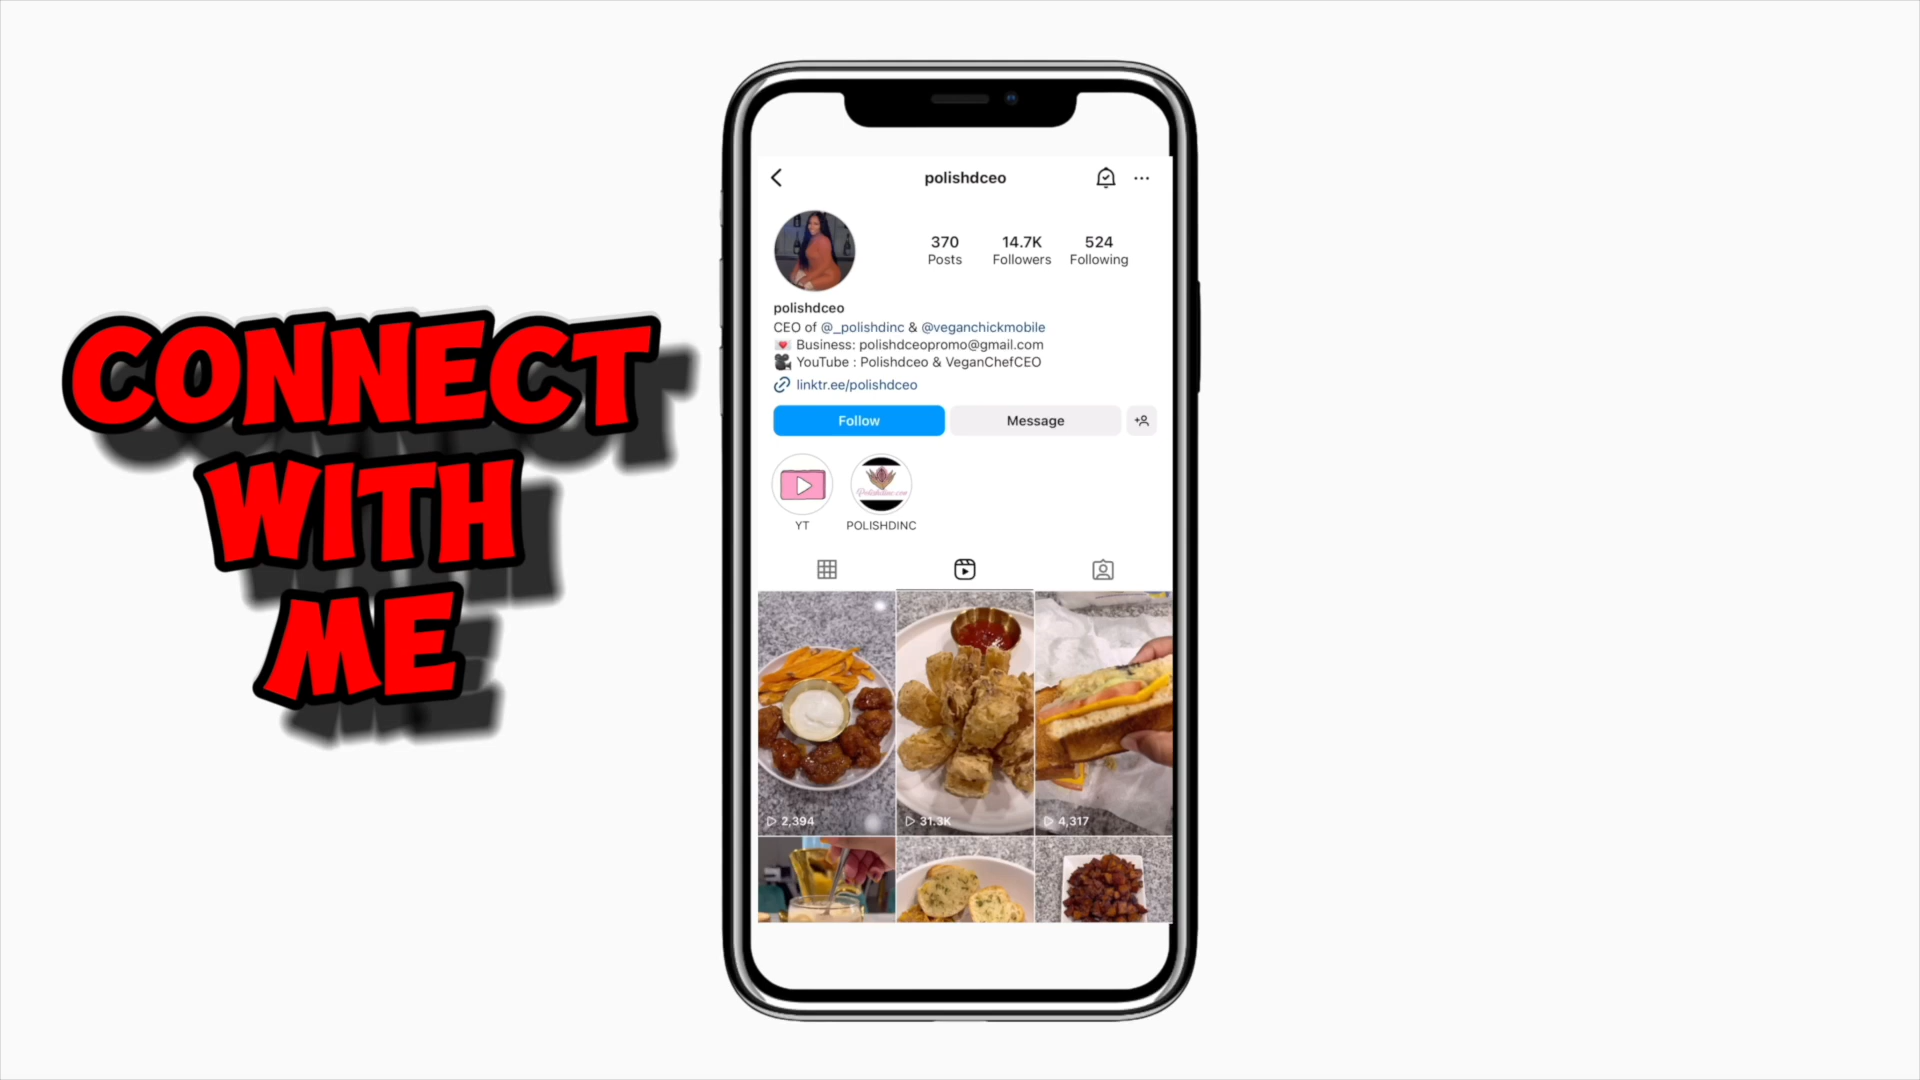 CONNECT
WITH
ME
polishdceo
370
Posts
14.7K
Followers
524
Following
polishdceo
CEO of @_polishdinc & @veganchickmobile
💌 Business: polishdceopromo@gmail.com
🎥 YouTube : Polishdceo & VeganChefCEO
linktr.ee/polishdceo
Follow
Message
YT
POLISHDINC
2,394
31.3K
4,317